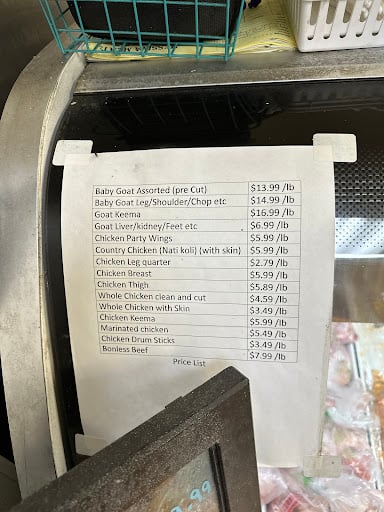 Baby Goat Assorted (pre Cut) $13.99 /lb
Baby Goat Leg/Shoulder/Chop etc $14.99 /lb
Goat Keema $16.99 /lb
Goat Liver/kidney/Feet etc $6.99 /lb
Chicken Party Wings $5.99 /lb
Country Chicken (Nati koli) (with skin) $5.99 /lb
Chicken Leg quarter $2.79 /lb
Chicken Breast $5.99 /lb
Chicken Thigh $5.89 /lb
Whole Chicken clean and cut $4.59 /lb
Whole Chicken with Skin $3.49 /lb
Chicken Keema $5.99 /lb
Marinated chicken $5.49 /lb
Chicken Drum Sticks $3.49 /lb
Bonless Beef $7.99 /lb
Price List
.99